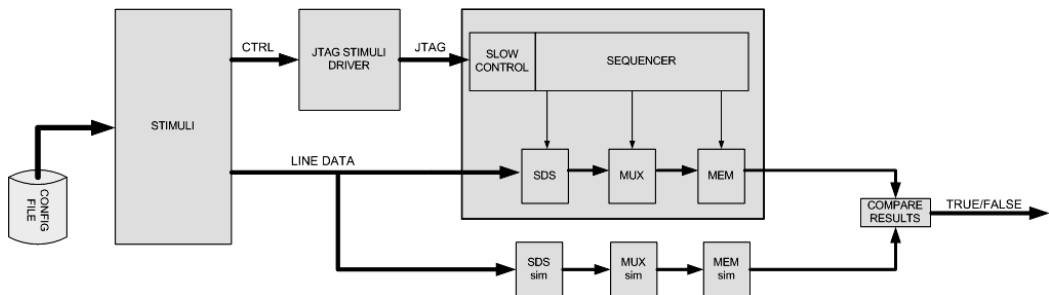 CTRL
JTAG STIMULI
DRIVER
JTAG
SLOW
CONTROL
SEQUENCER
STIMULI
CONFIG
FILE
LINE DATA
SDS
MUX
MEM
COMPARE
RESULTS
TRUE/FALSE
SDS
sim
MUX
sim
MEM
sim